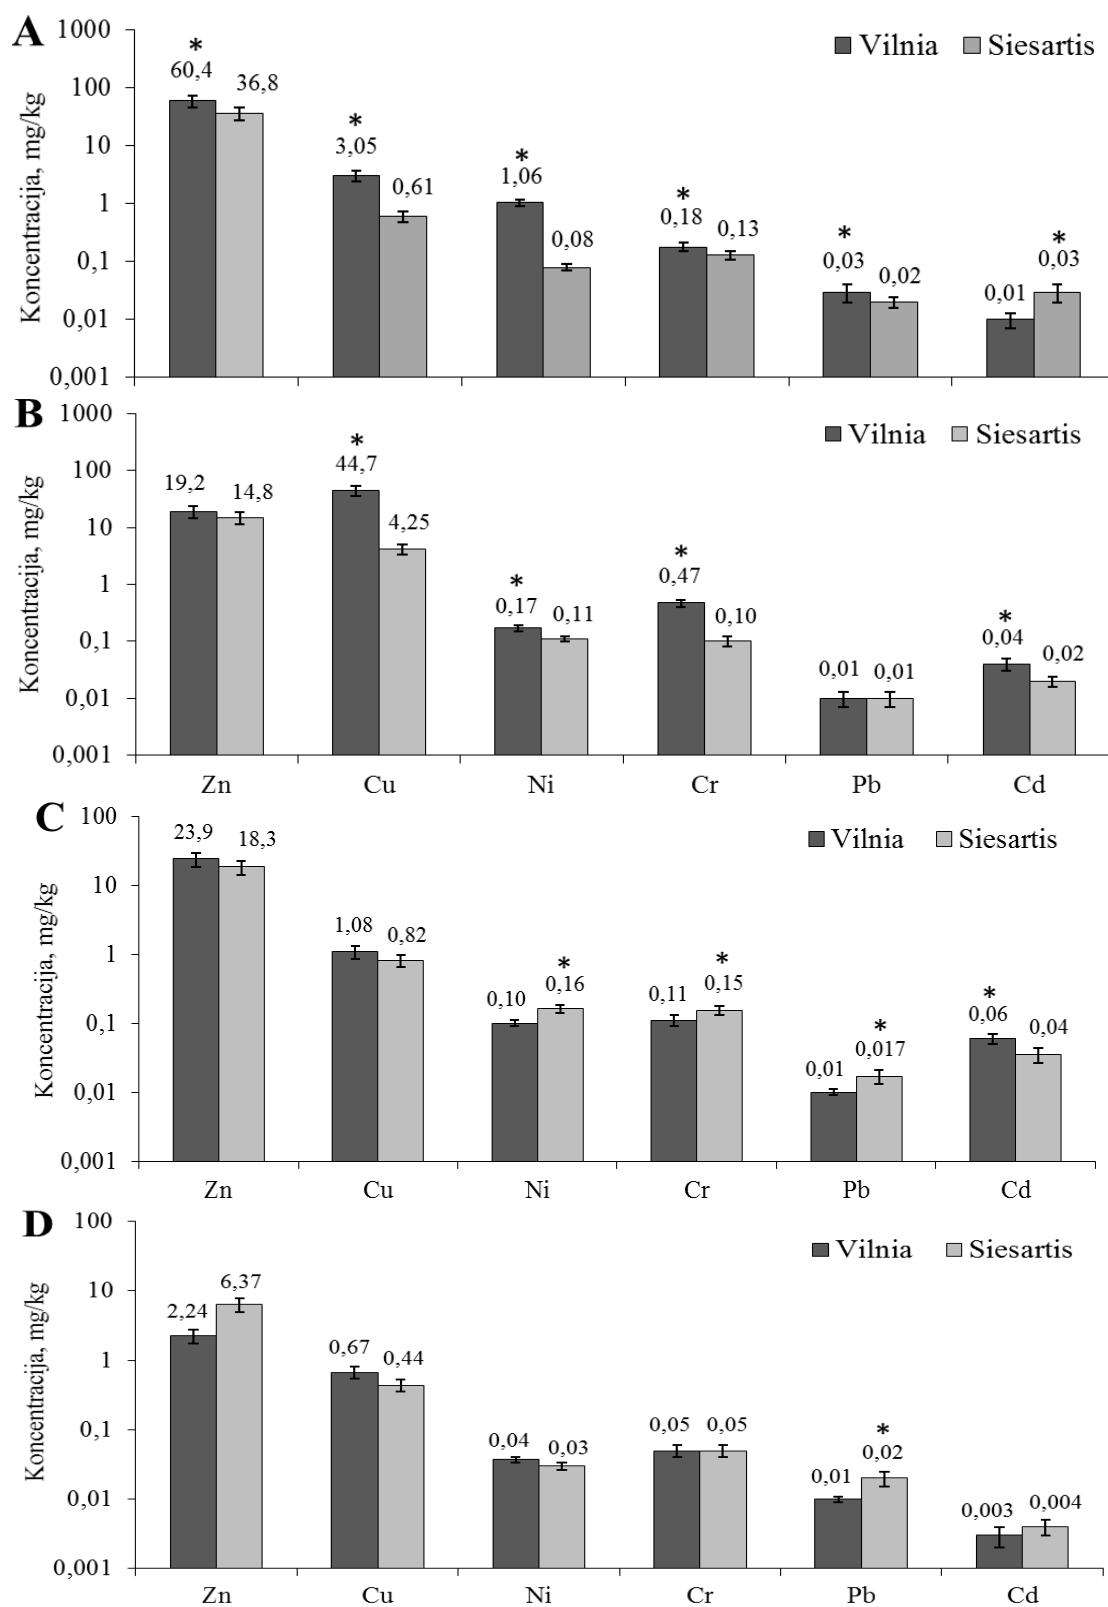 A
Koncentracija, mg/kg
1000
100
10
1
0,1
0,01
0,001
Vilnia Siesartis
* * * * * *
60,4 36,8 3,05 0,61 1,06 0,08 0,18 0,13 0,03 0,02 0,01 0,03
B
Koncentracija, mg/kg
1000
100
10
1
0,1
0,01
0,001
Vilnia Siesartis
* * * *
19,2 14,8 44,7 4,25 0,17 0,11 0,47 0,10 0,01 0,01 0,04 0,02
Zn Cu Ni Cr Pb Cd
C
Koncentracija, mg/kg
100
10
1
0,1
0,01
0,001
Vilnia Siesartis
* * * *
23,9 18,3 1,08 0,82 0,10 0,16 0,11 0,15 0,01 0,017 0,06 0,04
Zn Cu Ni Cr Pb Cd
D
Koncentracija, mg/kg
100
10
1
0,1
0,01
0,001
Vilnia Siesartis
*
2,24 6,37 0,67 0,44 0,04 0,03 0,05 0,05 0,01 0,02 0,003 0,004
Zn Cu Ni Cr Pb Cd